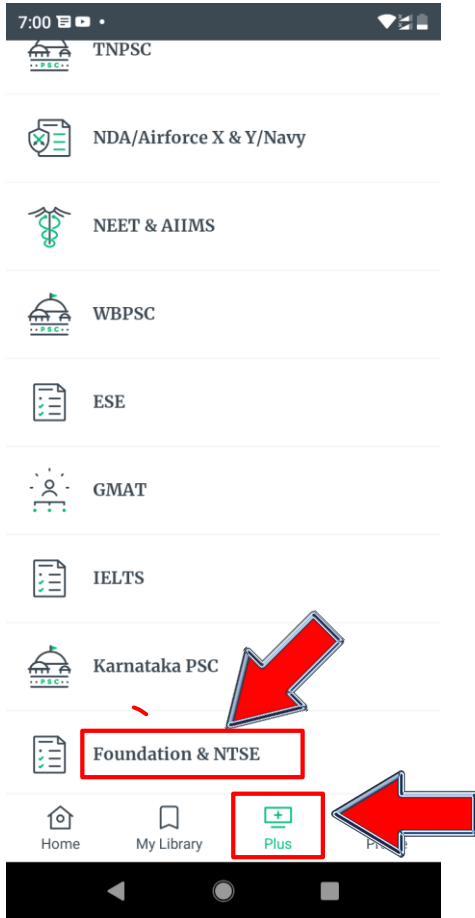 7:00
TNPSC
NDA/Airforce X & Y/Navy
NEET & AIIMS
PSC
WBPSC
ESE
GMAT
IELTS
PSC
Karnataka PSC
Foundation & NTSE
Home
My Library
Plus